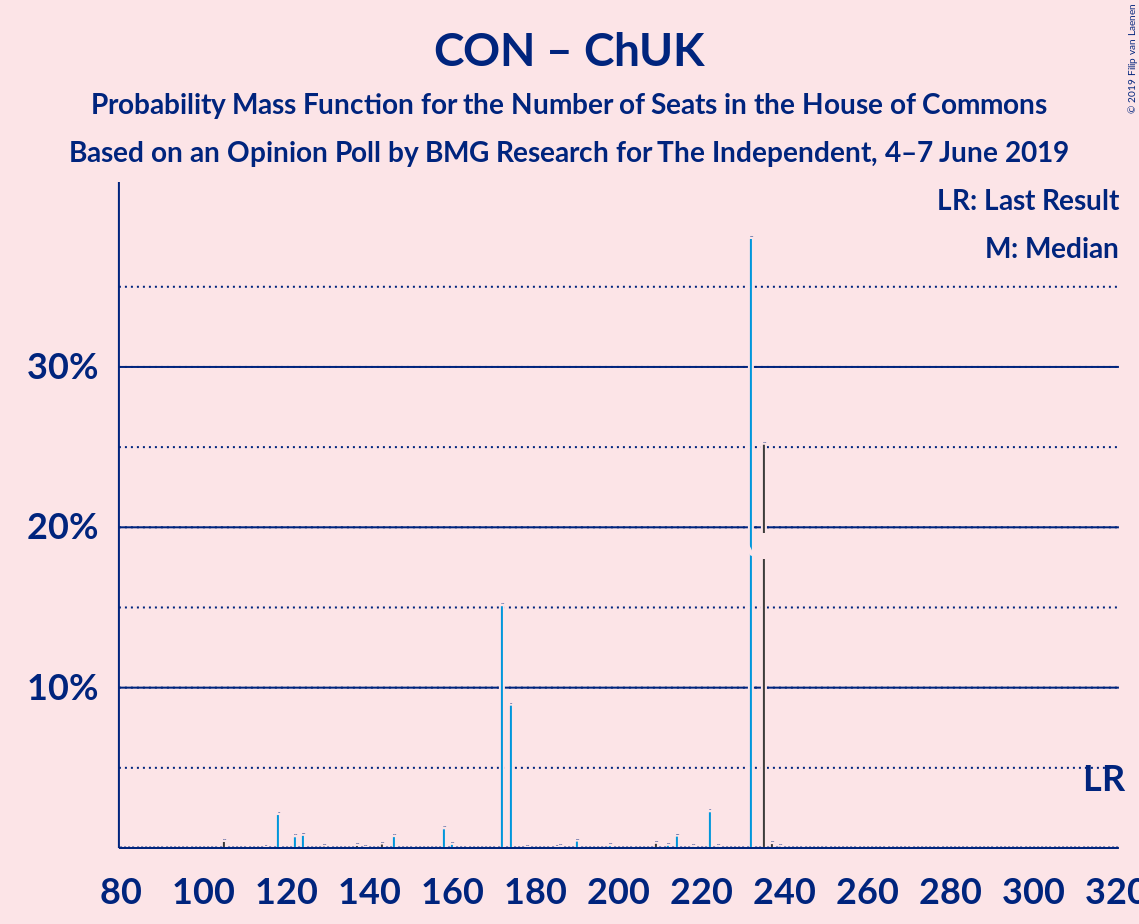 CON – ChUK
Probability Mass Function for the Number of Seats in the House of Commons
Based on an Opinion Poll by BMG Research for The Independent, 4–7 June 2019
© 2019 Filip van Laenen
LR: Last Result
M: Median
30%
20%
10%
LR
80 100 120 140 160 180 200 220 240 260 280 300 320